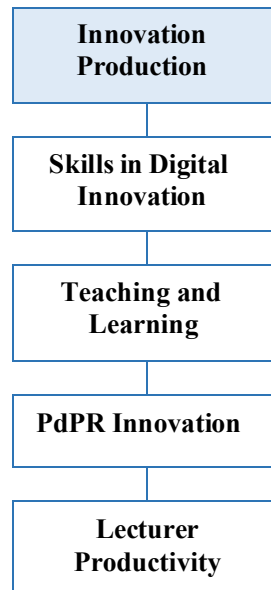 Innovation
Production
Skills in Digital
Innovation
Teaching and
Learning
PdPR Innovation
Lecturer
Productivity